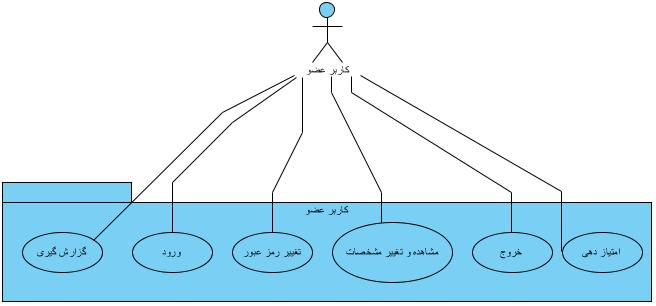 کاربر عضو
کاربر عضو
امتیاز دهی
خروج
مشاهده و تغییر مشخصات
تغییر رمز عبور
ورود
گزارش گیری